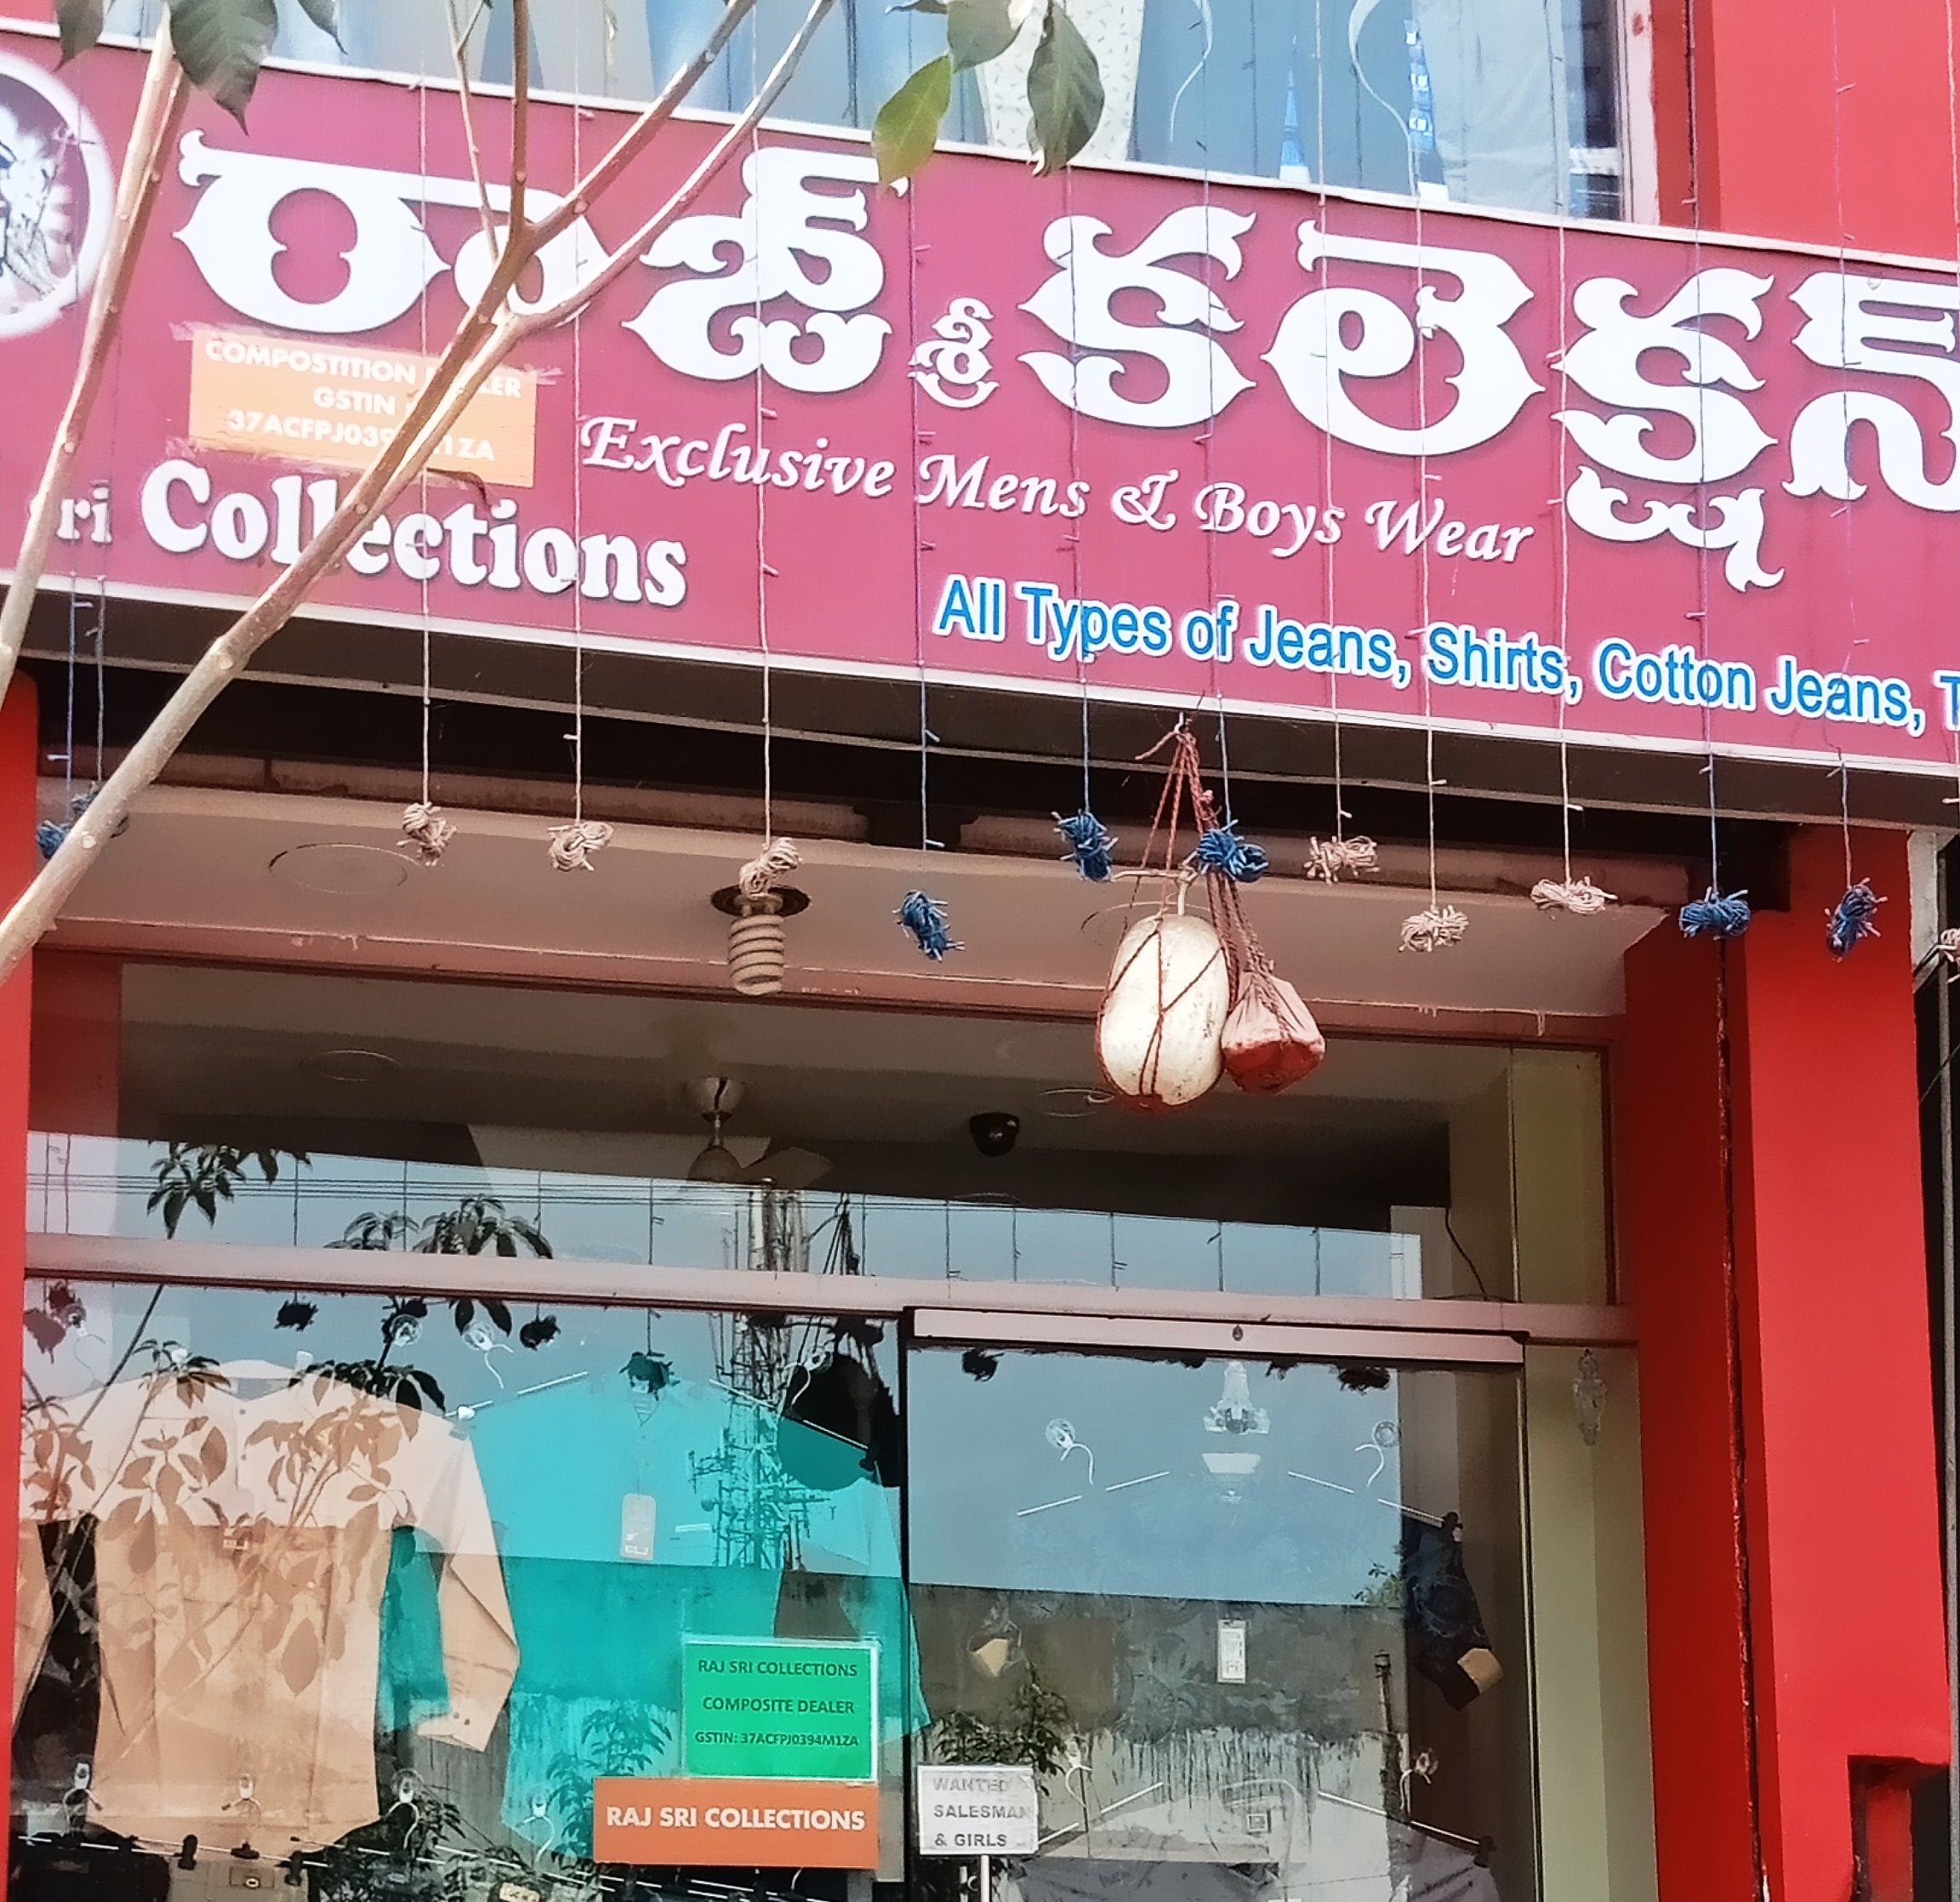 రాజ్ శ్రీ కలెక్షన్స్
COMPOSTITION DEALER
GSTIN :
37ACFPJ0394M1ZA
Exclusive Mens & Boys Wear
ri Collections
All Types of Jeans, Shirts, Cotton Jeans, T
RAJ SRI COLLECTIONS
COMPOSITE DEALER
GSTIN: 37ACFPJ0394M1ZA
RAJ SRI COLLECTIONS
WANTED
SALESMAN
& GIRLS